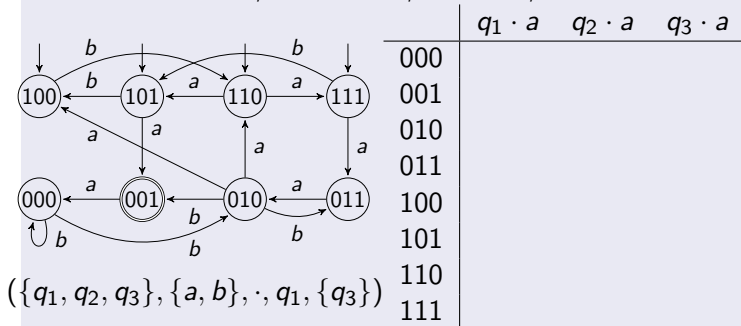 q₁ · a q₂ · a q₃ · a
b b
000
100 b 101 a 110 a 111
001
a a a a
010
011
000 a 001 b 010 a 011
100
b b b
101
({q₁, q₂, q₃}, {a, b}, ·, q₁, {q₃})
110
111